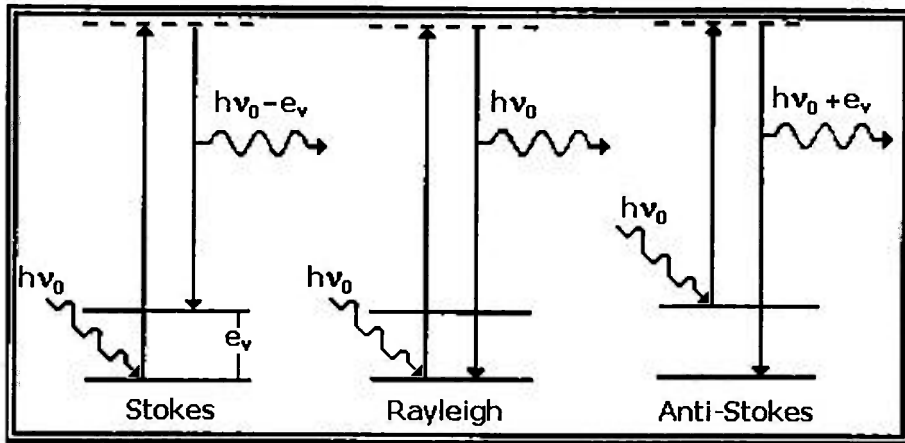 hν₀-eᵥ
hν₀
hν₀+eᵥ
hν₀
hν₀
hν₀
eᵥ
Stokes
Rayleigh
Anti-Stokes